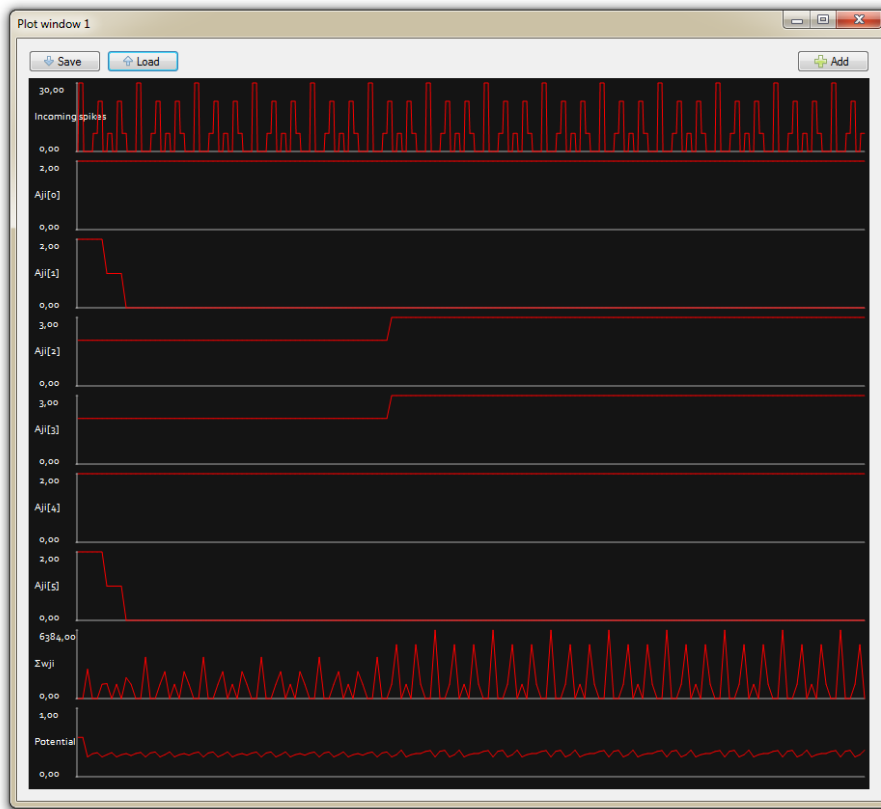 Plot window 1
Save Load Add
30,00
Incoming spikes
0,00
2,00
Aji[0]
0,00
2,00
Aji[1]
0,00
3,00
Aji[2]
0,00
3,00
Aji[3]
0,00
2,00
Aji[4]
0,00
2,00
Aji[5]
0,00
6384,00
Σwji
0,00
1,00
Potential
0,00